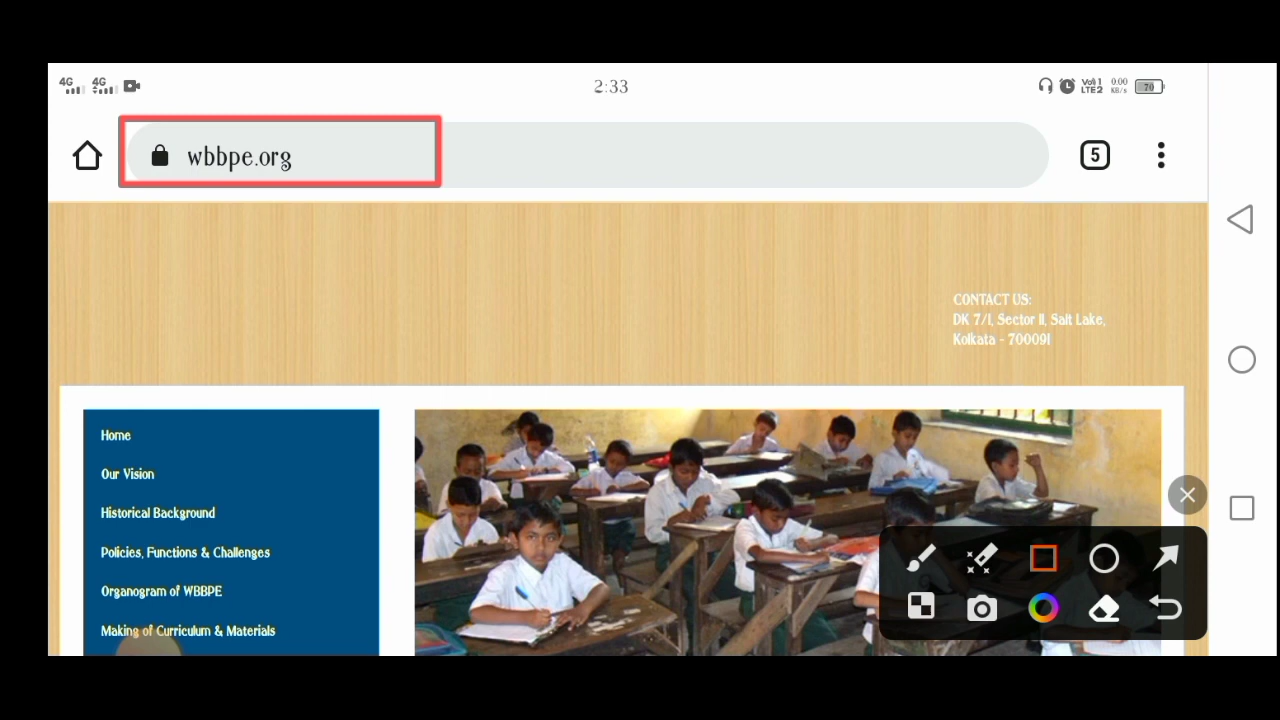 4G 4G 2:33 Vo1 1 LTE2 0.00 KB/s 70
wbbpe.org 5
CONTACT US:
DK 7/1, Sector II, Salt Lake,
Kolkata - 700091
Home
Our Vision
Historical Background
Policies, Functions & Challenges
Organogram of WBBPE
Making of Curriculum & Materials